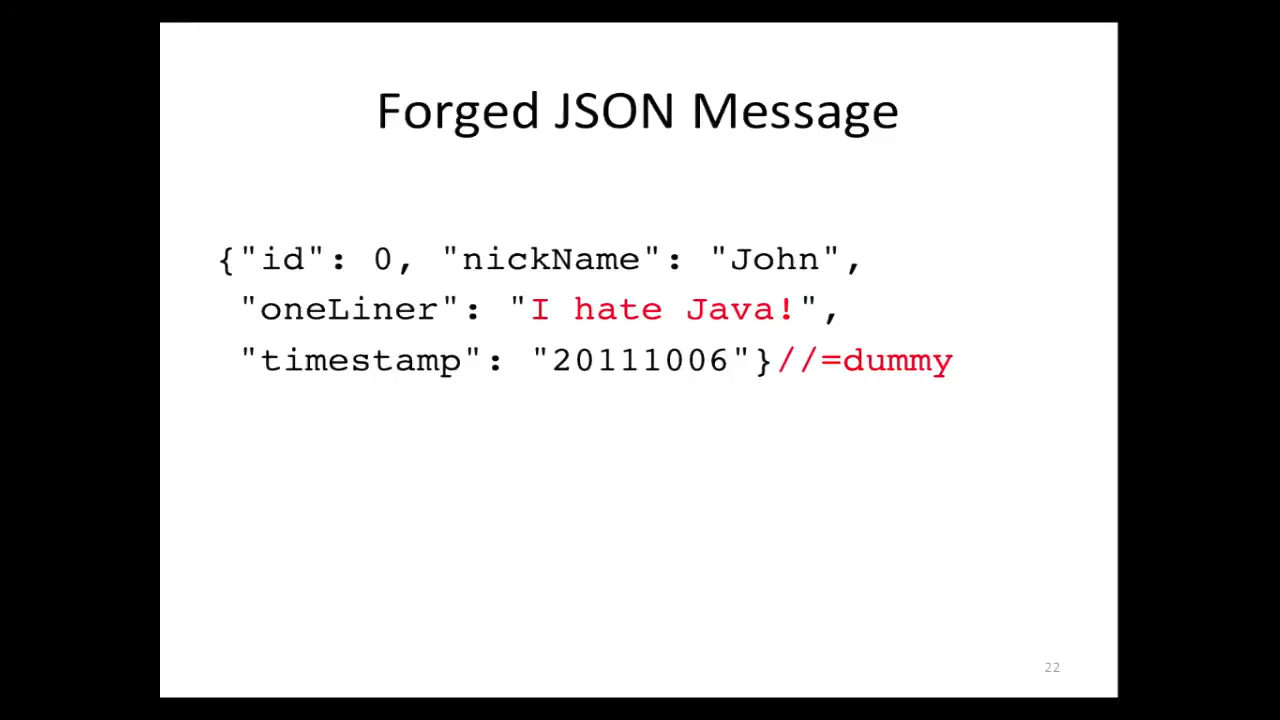 Forged JSON Message
{"id": 0, "nickName": "John",
"oneLiner": "I hate Java!",
"timestamp": "20111006"}//=dummy
22